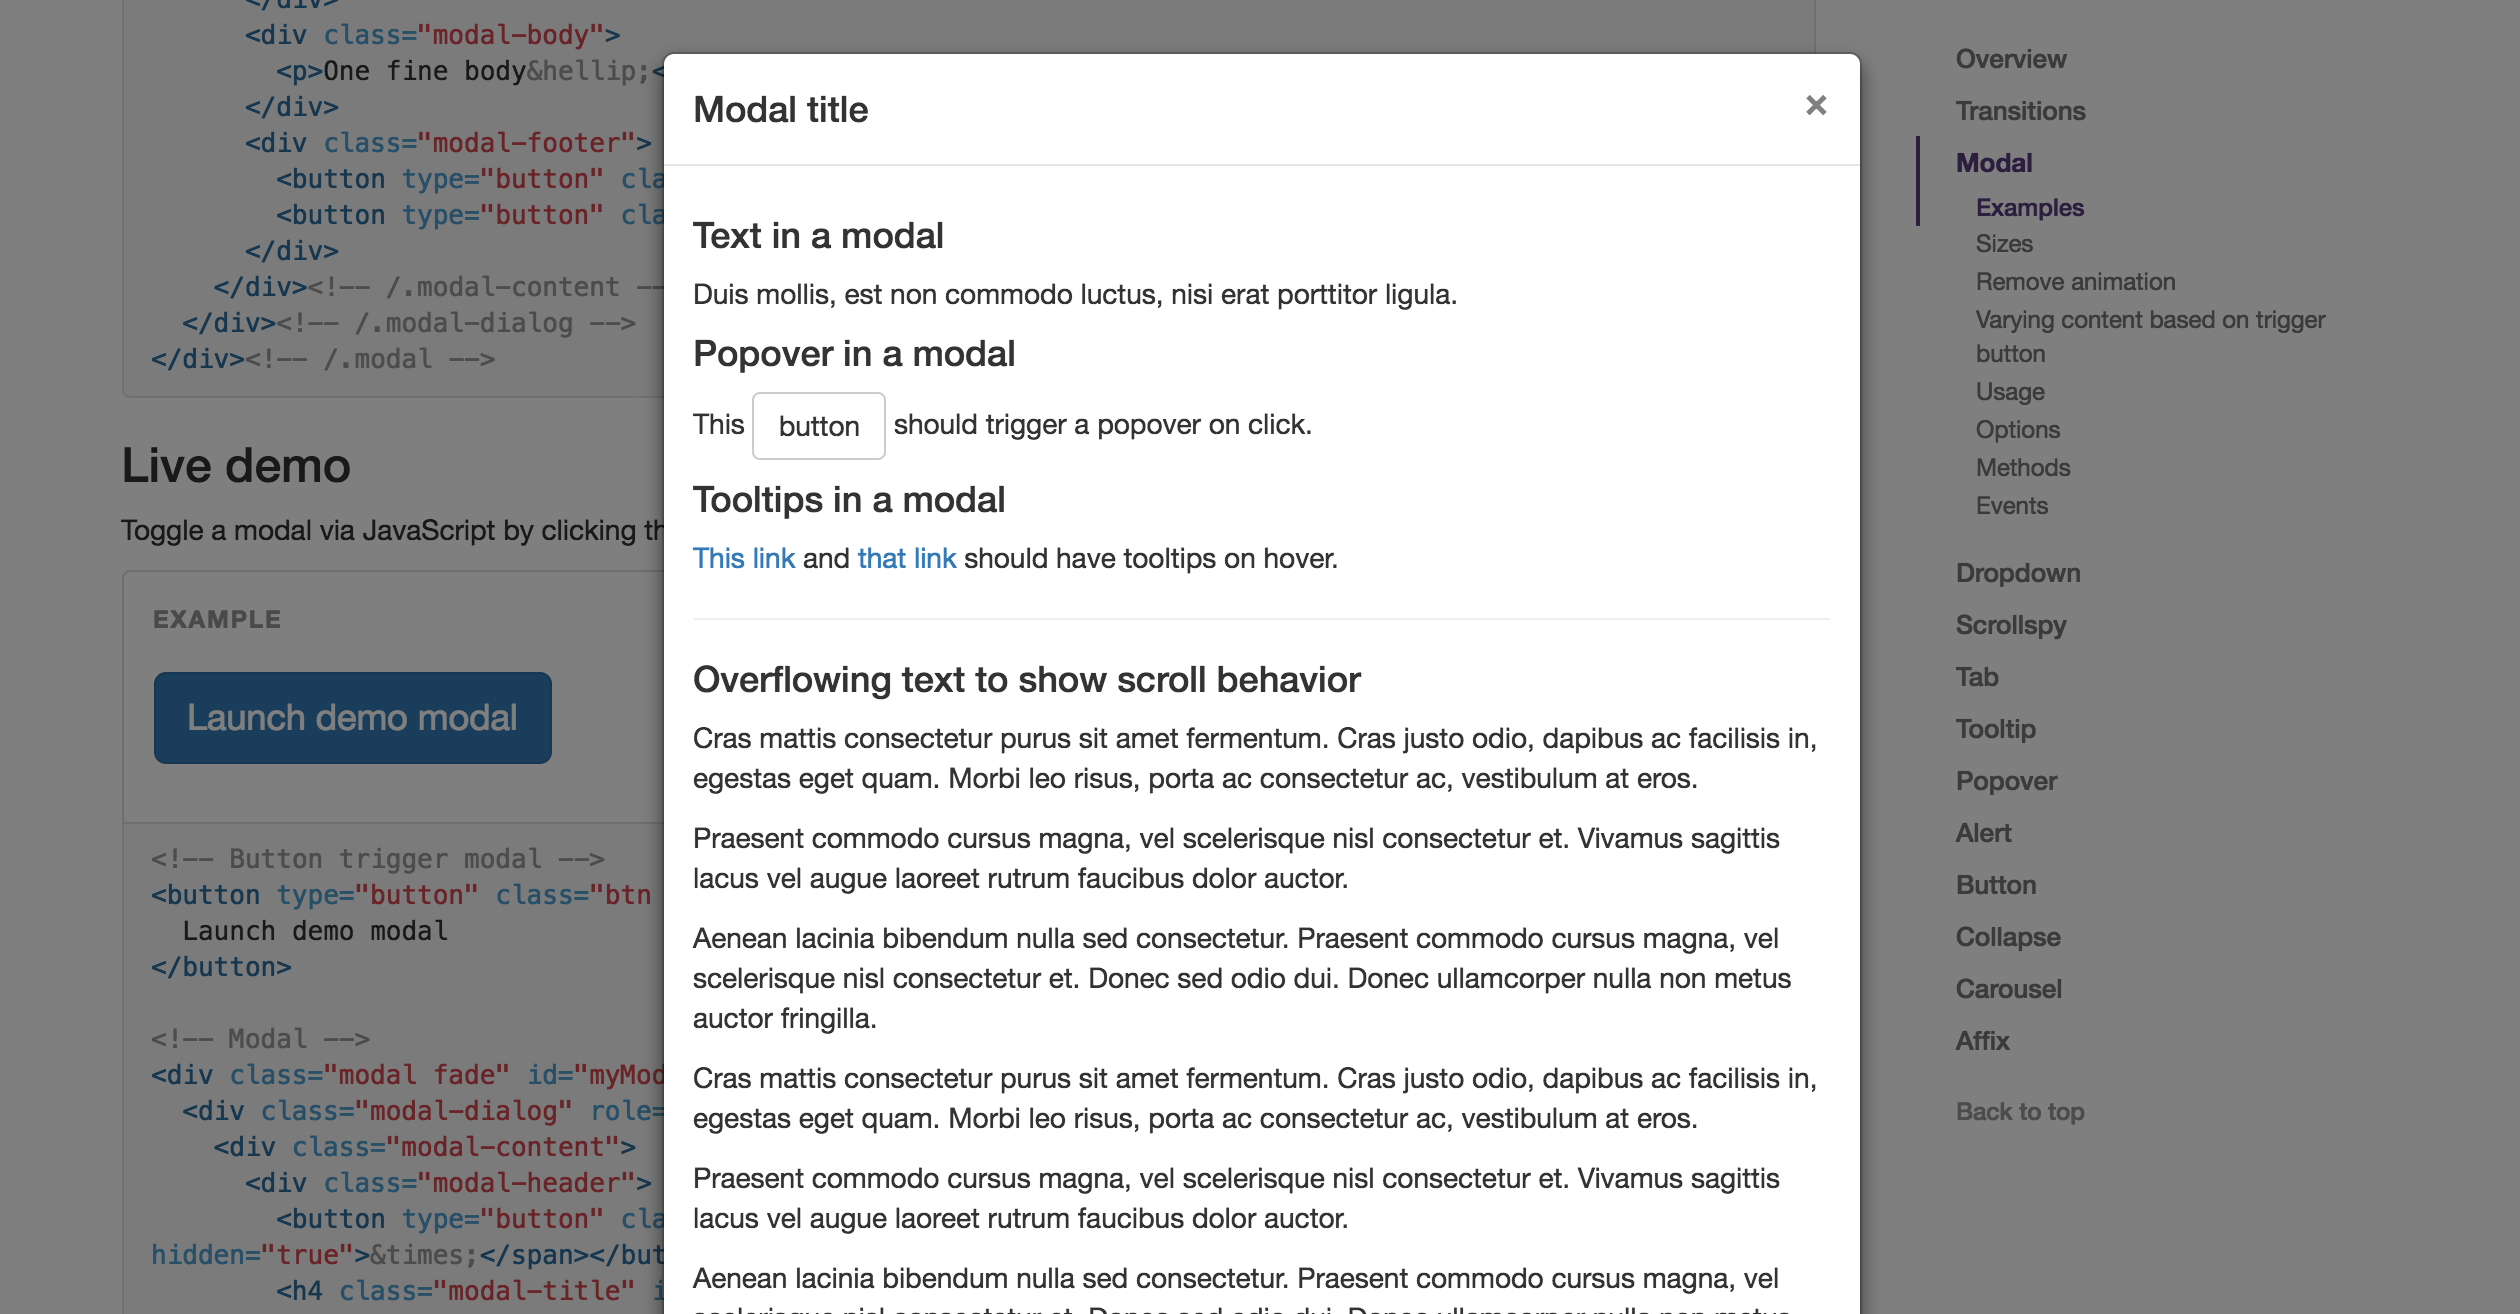 </div>
<div class="modal-body">
<p>One fine body&hellip;<
</div>
<div class="modal-footer">
<button type="button" cla
<button type="button" cla
</div>
</div><!-- /.modal-content --
</div><!-- /.modal-dialog -->
</div><!-- /.modal -->
Live demo
Toggle a modal via JavaScript by clicking th
EXAMPLE
Launch demo modal
<!-- Button trigger modal -->
<button type="button" class="btn
Launch demo modal
</button>
<!-- Modal -->
<div class="modal fade" id="myMod
<div class="modal-dialog" role=
<div class="modal-content">
<div class="modal-header">
<button type="button" cla
hidden="true">&times;</span></but
<h4 class="modal-title" i
Modal title
×
Text in a modal
Duis mollis, est non commodo luctus, nisi erat porttitor ligula.
Popover in a modal
This button should trigger a popover on click.
Tooltips in a modal
This link and that link should have tooltips on hover.
Overflowing text to show scroll behavior
Cras mattis consectetur purus sit amet fermentum. Cras justo odio, dapibus ac facilisis in,
egestas eget quam. Morbi leo risus, porta ac consectetur ac, vestibulum at eros.
Praesent commodo cursus magna, vel scelerisque nisl consectetur et. Vivamus sagittis
lacus vel augue laoreet rutrum faucibus dolor auctor.
Aenean lacinia bibendum nulla sed consectetur. Praesent commodo cursus magna, vel
scelerisque nisl consectetur et. Donec sed odio dui. Donec ullamcorper nulla non metus
auctor fringilla.
Cras mattis consectetur purus sit amet fermentum. Cras justo odio, dapibus ac facilisis in,
egestas eget quam. Morbi leo risus, porta ac consectetur ac, vestibulum at eros.
Praesent commodo cursus magna, vel scelerisque nisl consectetur et. Vivamus sagittis
lacus vel augue laoreet rutrum faucibus dolor auctor.
Aenean lacinia bibendum nulla sed consectetur. Praesent commodo cursus magna, vel
scelerisque nisl consectetur et. Donec sed odio dui. Donec ullamcorper nulla non metus
Overview
Transitions
Modal
Examples
Sizes
Remove animation
Varying content based on trigger
button
Usage
Options
Methods
Events
Dropdown
Scrollspy
Tab
Tooltip
Popover
Alert
Button
Collapse
Carousel
Affix
Back to top